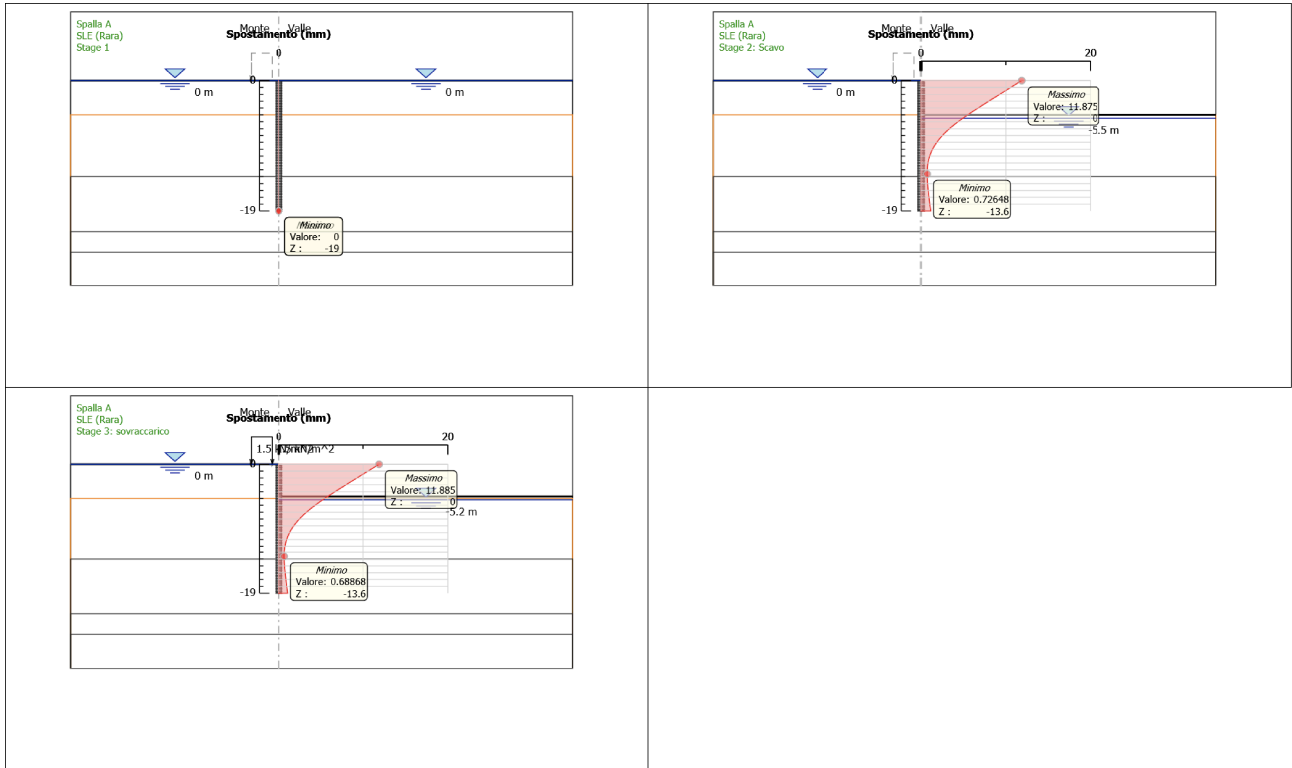 Spalla A
SLE (Rara)
Stage 1
Monte Valle
Spostamento (mm)
0
0
0 m
0 m
-19
Minimo
Valore: 0
Z : -19
Spalla A
SLE (Rara)
Stage 2: Scavo
Monte Valle
Spostamento (mm)
0
20
0
0 m
Massimo
Valore: 11.875
Z : 0
-5.5 m
Minimo
Valore: 0.72648
Z : -13.6
-19
Spalla A
SLE (Rara)
Stage 3: sovraccarico
Monte Valle
Spostamento (mm)
0
20
1.5
0
0 m
Massimo
Valore: 11.885
Z : 0
-5.2 m
Minimo
Valore: 0.68868
Z : -13.6
-19